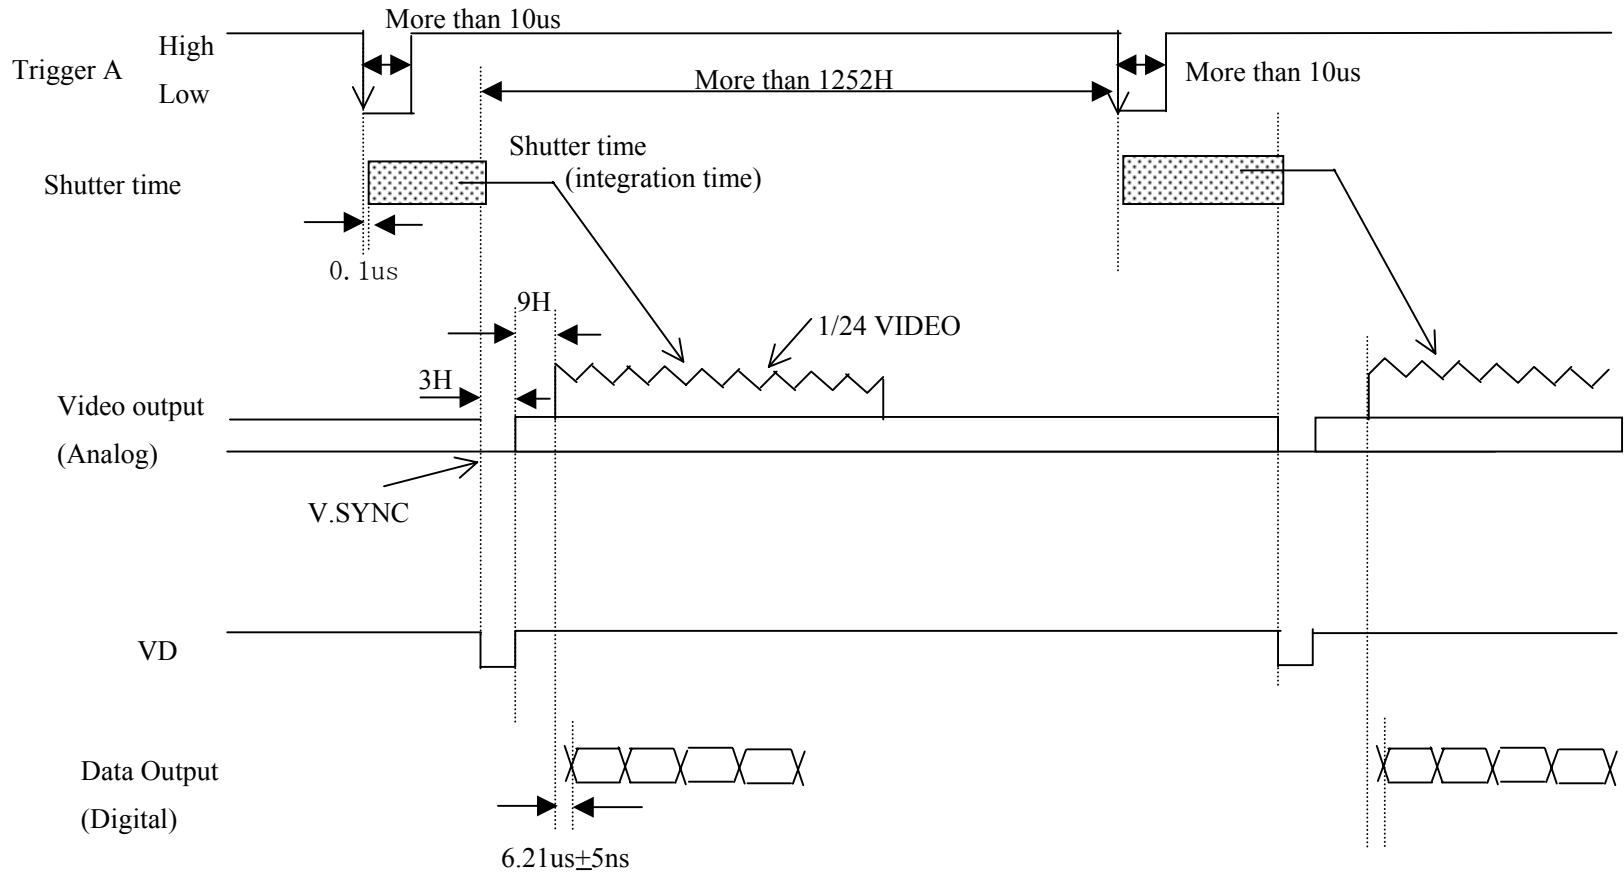 More than 10us
High
Trigger A
Low
More than 1252H
More than 10us
Shutter time
(integration time)
Shutter time
0.1us
9H
1/24 VIDEO
3H
Video output
(Analog)
V.SYNC
VD
Data Output
(Digital)
6.21us±5ns